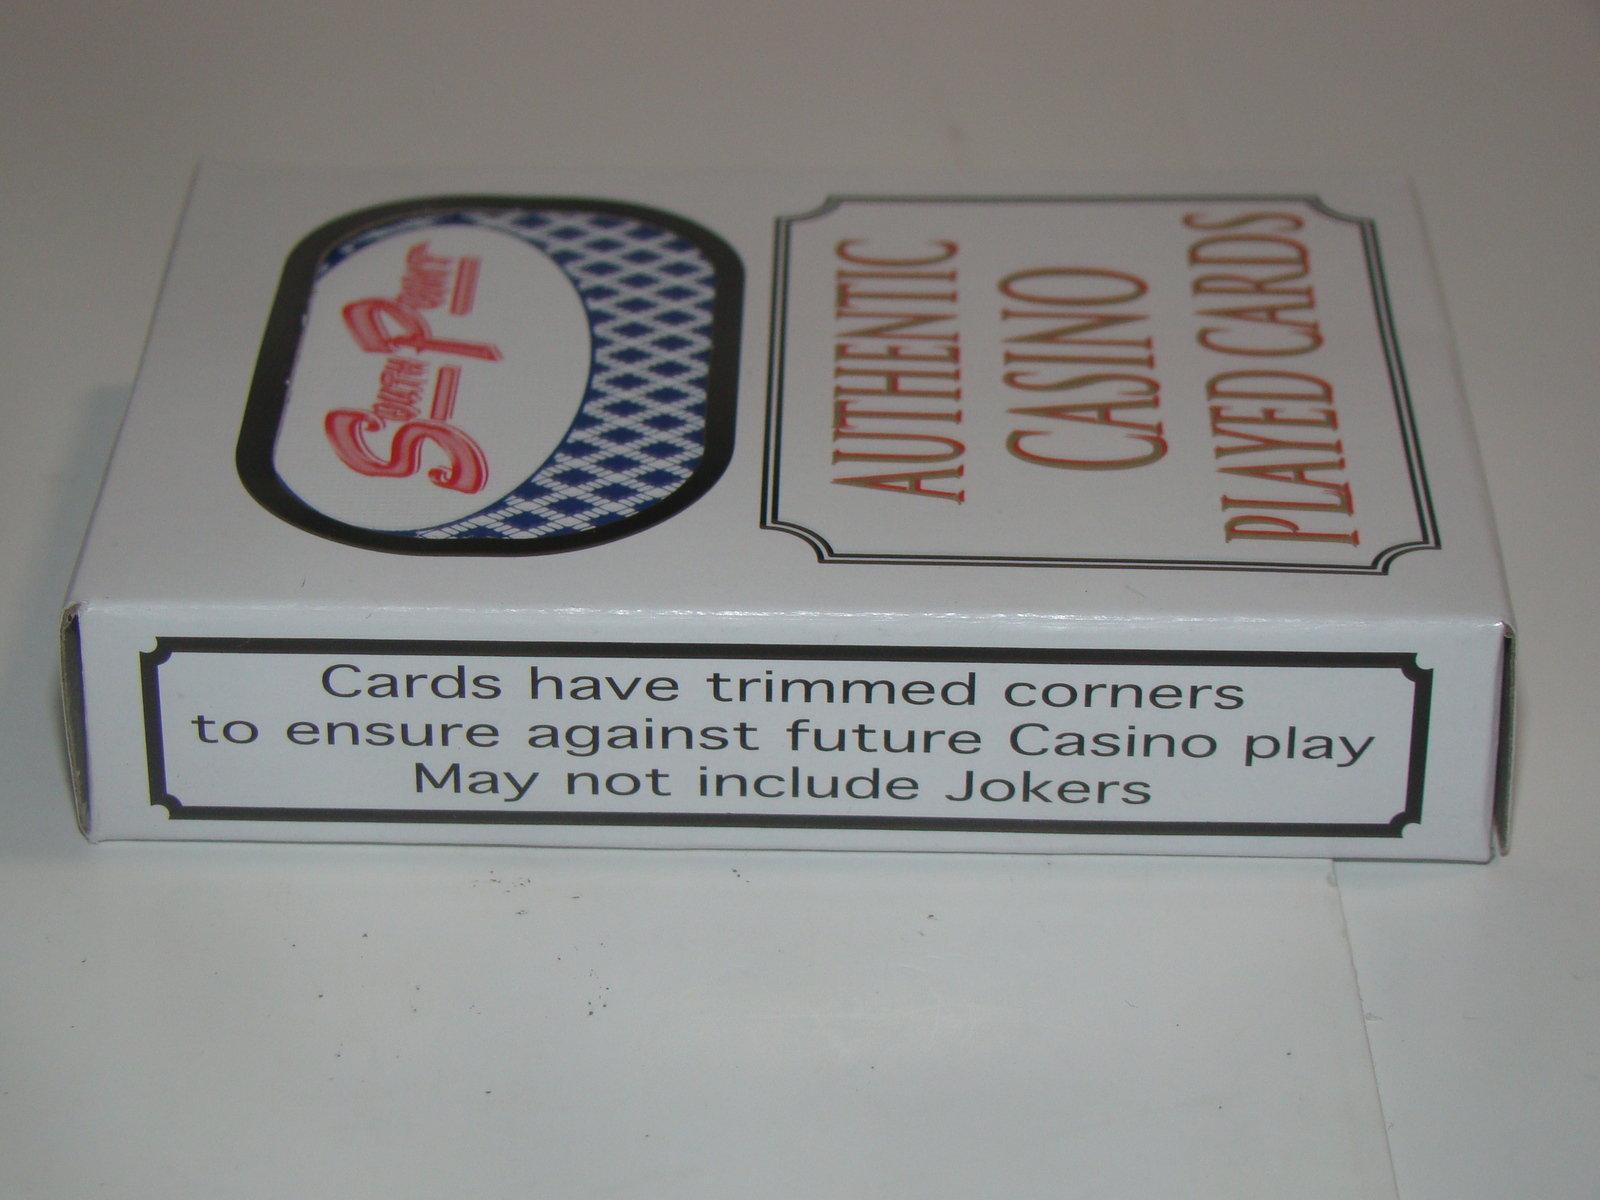 South Point
AUTHENTIC
CASINO
PLAYED CARDS
Cards have trimmed corners
to ensure against future Casino play
May not include Jokers